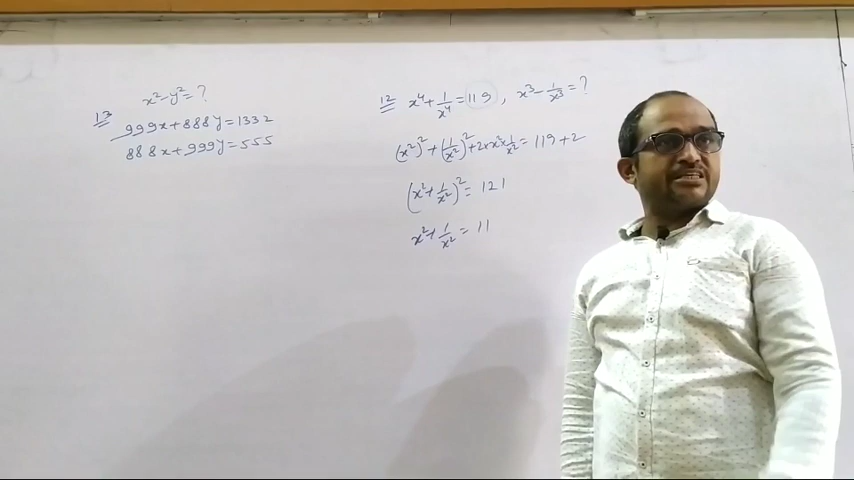 13 x²-y²=?
999x+888y=1332
888x+999y=555
12 x⁴+1/x⁴=119, x³-1/x³=?
(x²)²+(1/x²)²+2×x²×1/x²=119+2
(x²+1/x²)²=121
x²+1/x²=11